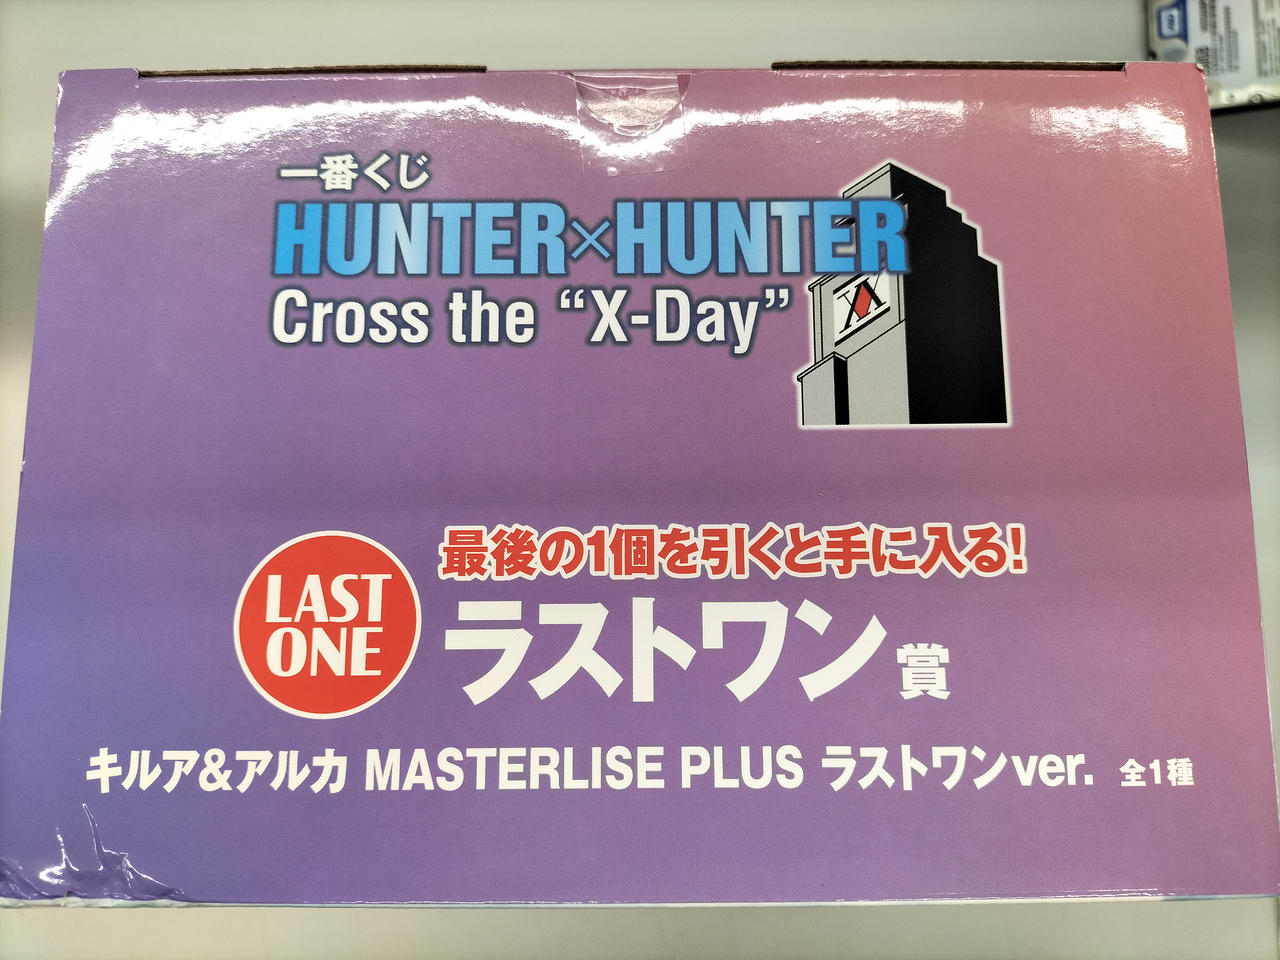 一番くじ
HUNTER×HUNTER
Cross the “X-Day”
LAST
ONE
最後の1個を引くと手に入る!
ラストワン賞
キルア&アルカ MASTERLISE PLUS ラストワンver. 全1種